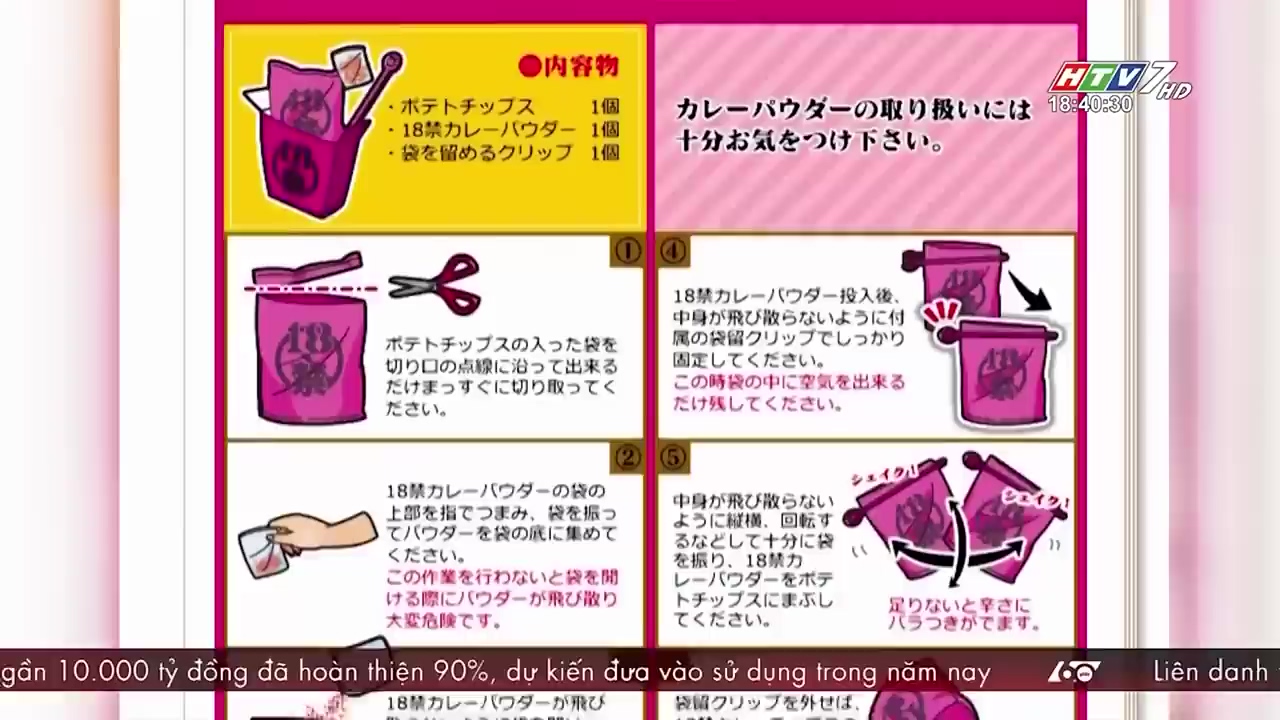 ●内容物
・ポテトチップス 1個
・18禁カレーパウダー 1個
・袋を留めるクリップ 1個
カレーパウダーの取り扱いには
十分お気をつけ下さい。
HTV7 HD
18:40:30
①
18禁
ポテトチップスの入った袋を
切り口の点線に沿って出来る
だけまっすぐに切り取ってく
ださい。
②
18禁カレーパウダーの袋の
上部を指でつまみ、袋を振っ
てパウダーを袋の底に集めて
ください。
この作業を行わないと袋を開
ける際にパウダーが飛び散り
大変危険です。
18禁カレーパウダーが飛び
④
18禁カレーパウダー投入後、
中身が飛び散らないように付
属の袋留クリップでしっかり
固定してください。
この時袋の中に空気を出来る
だけ残してください。
18禁
⑤
中身が飛び散らない
ように縦横、回転す
るなどして十分に袋
を振り、18禁カ
レーパウダーをポテ
トチップスにまぶし
てください。
シェイク!
シェイク!
足りないと辛さに
バラつきがでます。
袋留クリップを外せば、
gần 10.000 tỷ đồng đã hoàn thiện 90%, dự kiến đưa vào sử dụng trong năm nay
Liên danh